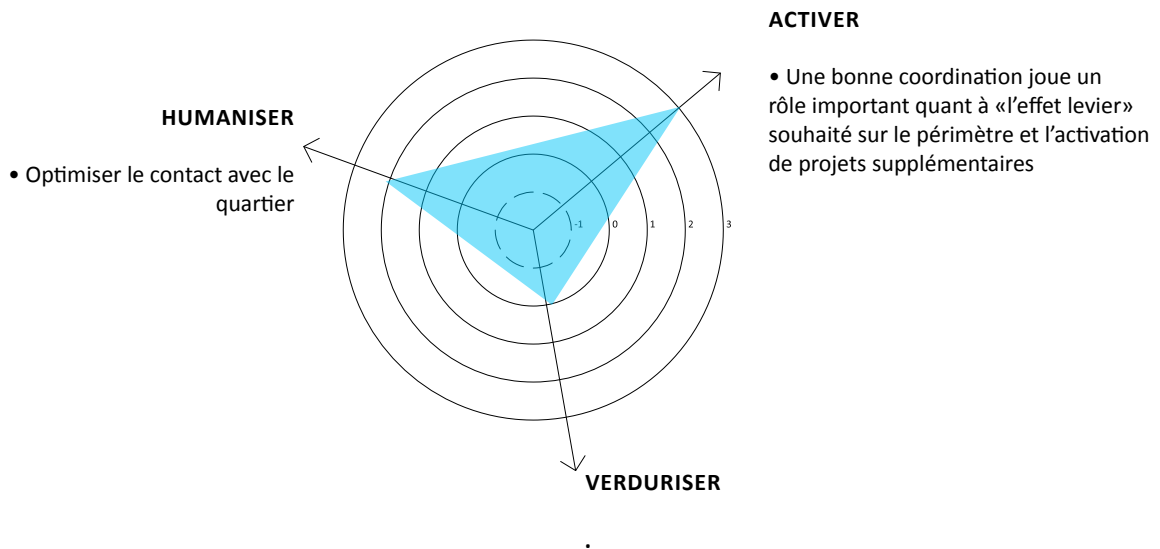 ACTIVER
• Une bonne coordination joue un
rôle important quant à «l'effet levier»
souhaité sur le périmètre et l'activation
de projets supplémentaires
HUMANISER
• Optimiser le contact avec le
quartier
-1 0 1 2 3
VERDURISER